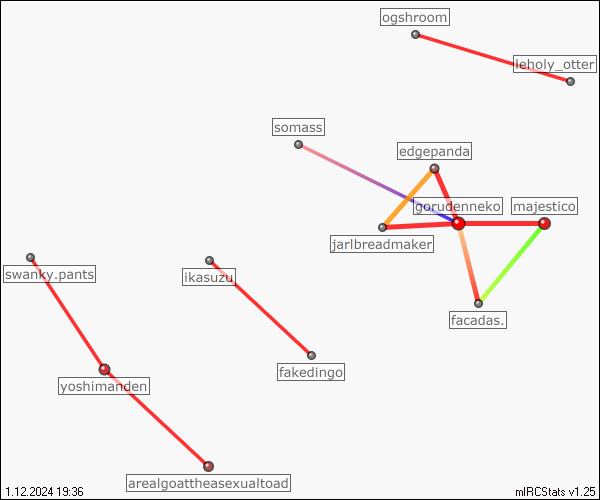 ogshroom
leholy_otter
somass
edgepanda
gorudenneko
majestico
jarlbreadmaker
swanky.pants
ikasuzu
facadas.
fakedingo
yoshimanden
arealgoattheasexualtoad
1.12.2024 19:36
mIRCStats v1.25